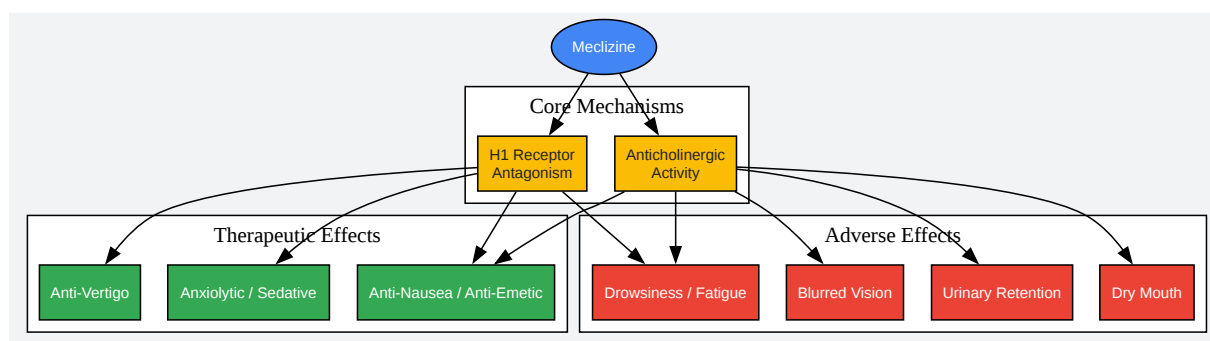 Meclizine
Core Mechanisms
H1 Receptor
Antagonism
Anticholinergic
Activity
Therapeutic Effects
Adverse Effects
Anti-Vertigo
Anxiolytic / Sedative
Anti-Nausea / Anti-Emetic
Drowsiness / Fatigue
Blurred Vision
Urinary Retention
Dry Mouth